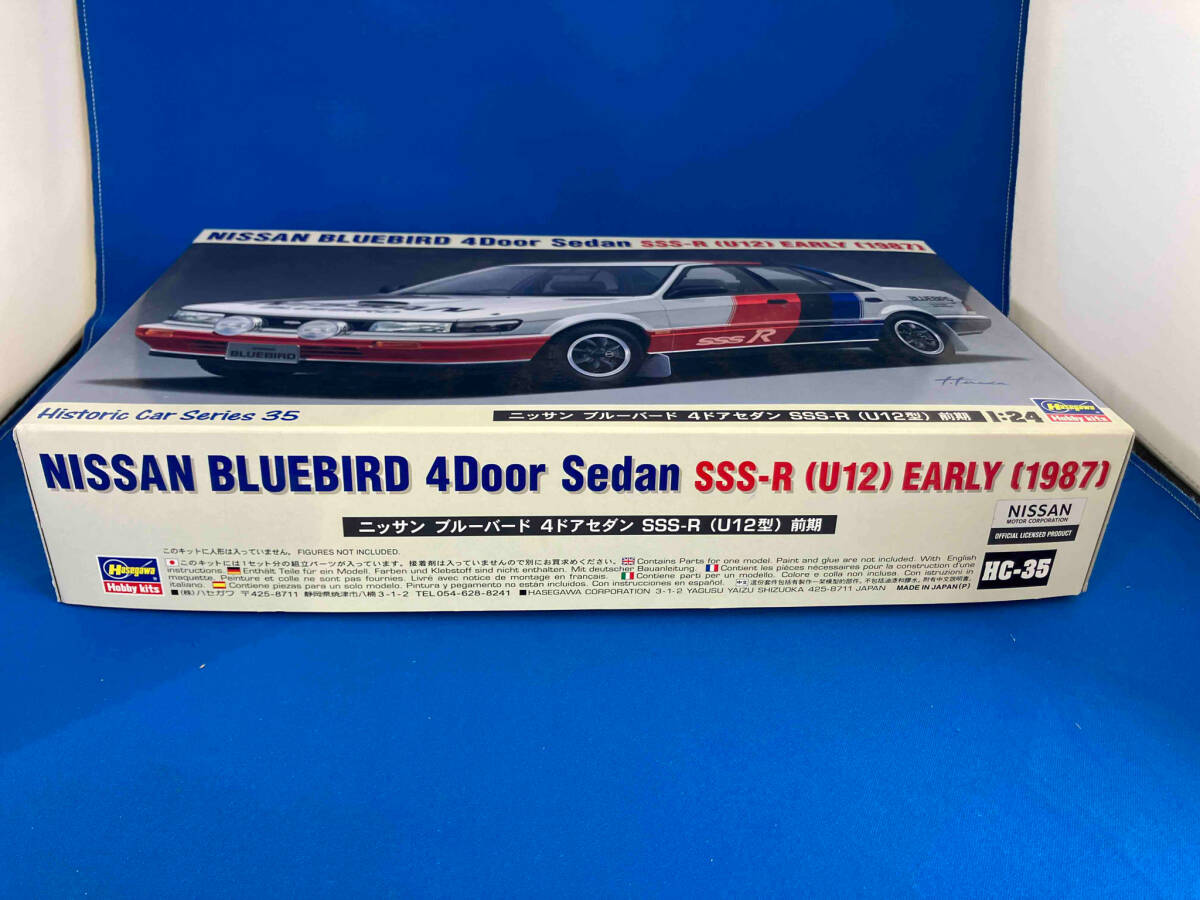 NISSAN BLUEBIRD 4Door Sedan SSS-R (U12) EARLY (1987)
BLUEBIRD
SSS R
BLUEBIRD
Historic Car Series 35
ニッサン ブルーバード 4ドアセダン SSS-R (U12型) 前期
1:24
Hasegawa
Hobby kits
NISSAN BLUEBIRD 4Door Sedan SSS-R (U12) EARLY (1987)
ニッサン ブルーバード 4ドアセダン SSS-R (U12型) 前期
NISSAN
MOTOR CORPORATION
OFFICIAL LICENSED PRODUCT
HC-35
このキットに人形は入っていません。 FIGURES NOT INCLUDED.
Hasegawa
Hobby kits
このキットには1セット分の組立パーツが入っています。接着剤は入っていませんので別にお買求めください。 Contains Parts for one model. Paint and glue are not included. With English
instructions. Enthält Teile für ein Modell. Farben und Klebstoff sind nicht enthalten. Mit deutscher Bauanleitung. Contient les pièces nécessaires pour la construction d'une
maquette. Peinture et colle ne sont pas fournies. Livré avec notice de montage en francais. Contiene parti per un modello. Colore e colla non incluse. Con istruzioni in
italiano. Contiene piezas para un solo modelo. Pintura y pegamento no estan incluidos. Con instrucciones en español.
■(株)ハセガワ 〒425-8711 静岡県焼津市八楠3-1-2 TEL054-628-8241 ■HASEGAWA CORPORATION 3-1-2 YAGUSU YAIZU SHIZUOKA 425-8711 JAPAN MADE IN JAPAN(P)